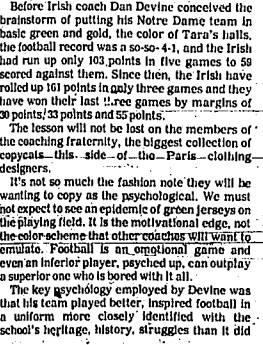 Before Irish coach Dan Devine conceived the
brainstorm of putting his Notre Dame team in
basic green and gold, the color of Tara's halls,
the football record was a so-so- 4-1, and the Irish
had run up only 103 points in five games to 59
scored against them. Since then, the Irish have
rolled up 161 points in only three games and they
have won their last three games by margins of
30 points, 33 points and 55 points.
The lesson will not be lost on the members of
the coaching fraternity, the biggest collection of
copycats this side of the Paris clothing
designers.
It's not so much the fashion note they will be
wanting to copy as the psychological. We must
not expect to see an epidemic of green jerseys on
the playing field. It is the motivational edge, not
the color scheme that other coaches will want to
emulate. Football is an emotional game and
even an inferior player, psyched up, can outplay
a superior one who is bored with it all.
The key psychology employed by Devine was
that his team played better, inspired football in
a uniform more closely identified with the
school's heritage, history, struggles than it did